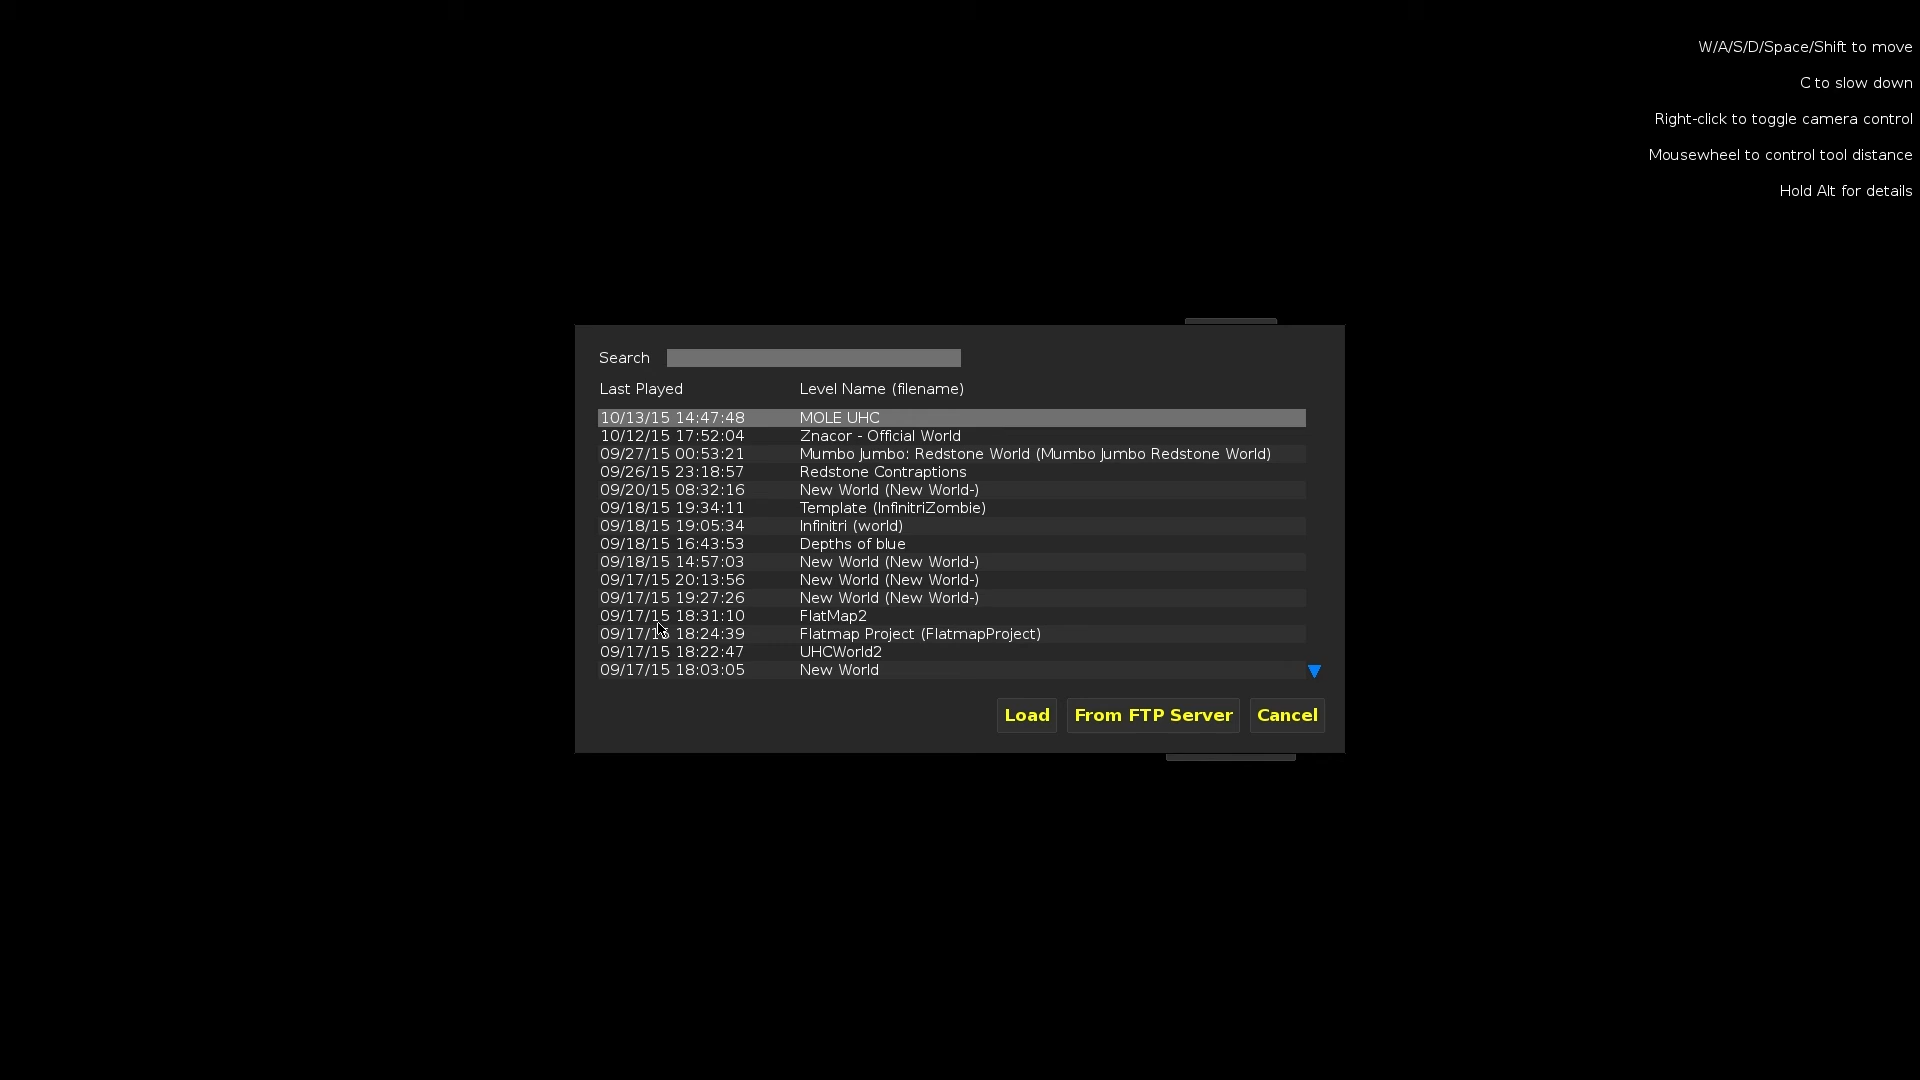 W/A/S/D/Space/Shift to move
C to slow down
Right-click to toggle camera control
Mousewheel to control tool distance
Hold Alt for details
Search
Last Played Level Name (filename)
10/13/15 14:47:48 MOLE UHC
10/12/15 17:52:04 Znacor - Official World
09/27/15 00:53:21 Mumbo Jumbo: Redstone World (Mumbo Jumbo Redstone World)
09/26/15 23:18:57 Redstone Contraptions
09/20/15 08:32:16 New World (New World-)
09/18/15 19:34:11 Template (InfinitriZombie)
09/18/15 19:05:34 Infinitri (world)
09/18/15 16:43:53 Depths of blue
09/18/15 14:57:03 New World (New World-)
09/17/15 20:13:56 New World (New World-)
09/17/15 19:27:26 New World (New World-)
09/17/15 18:31:10 FlatMap2
09/17/15 18:24:39 Flatmap Project (FlatmapProject)
09/17/15 18:22:47 UHCWorld2
09/17/15 18:03:05 New World
Load From FTP Server Cancel